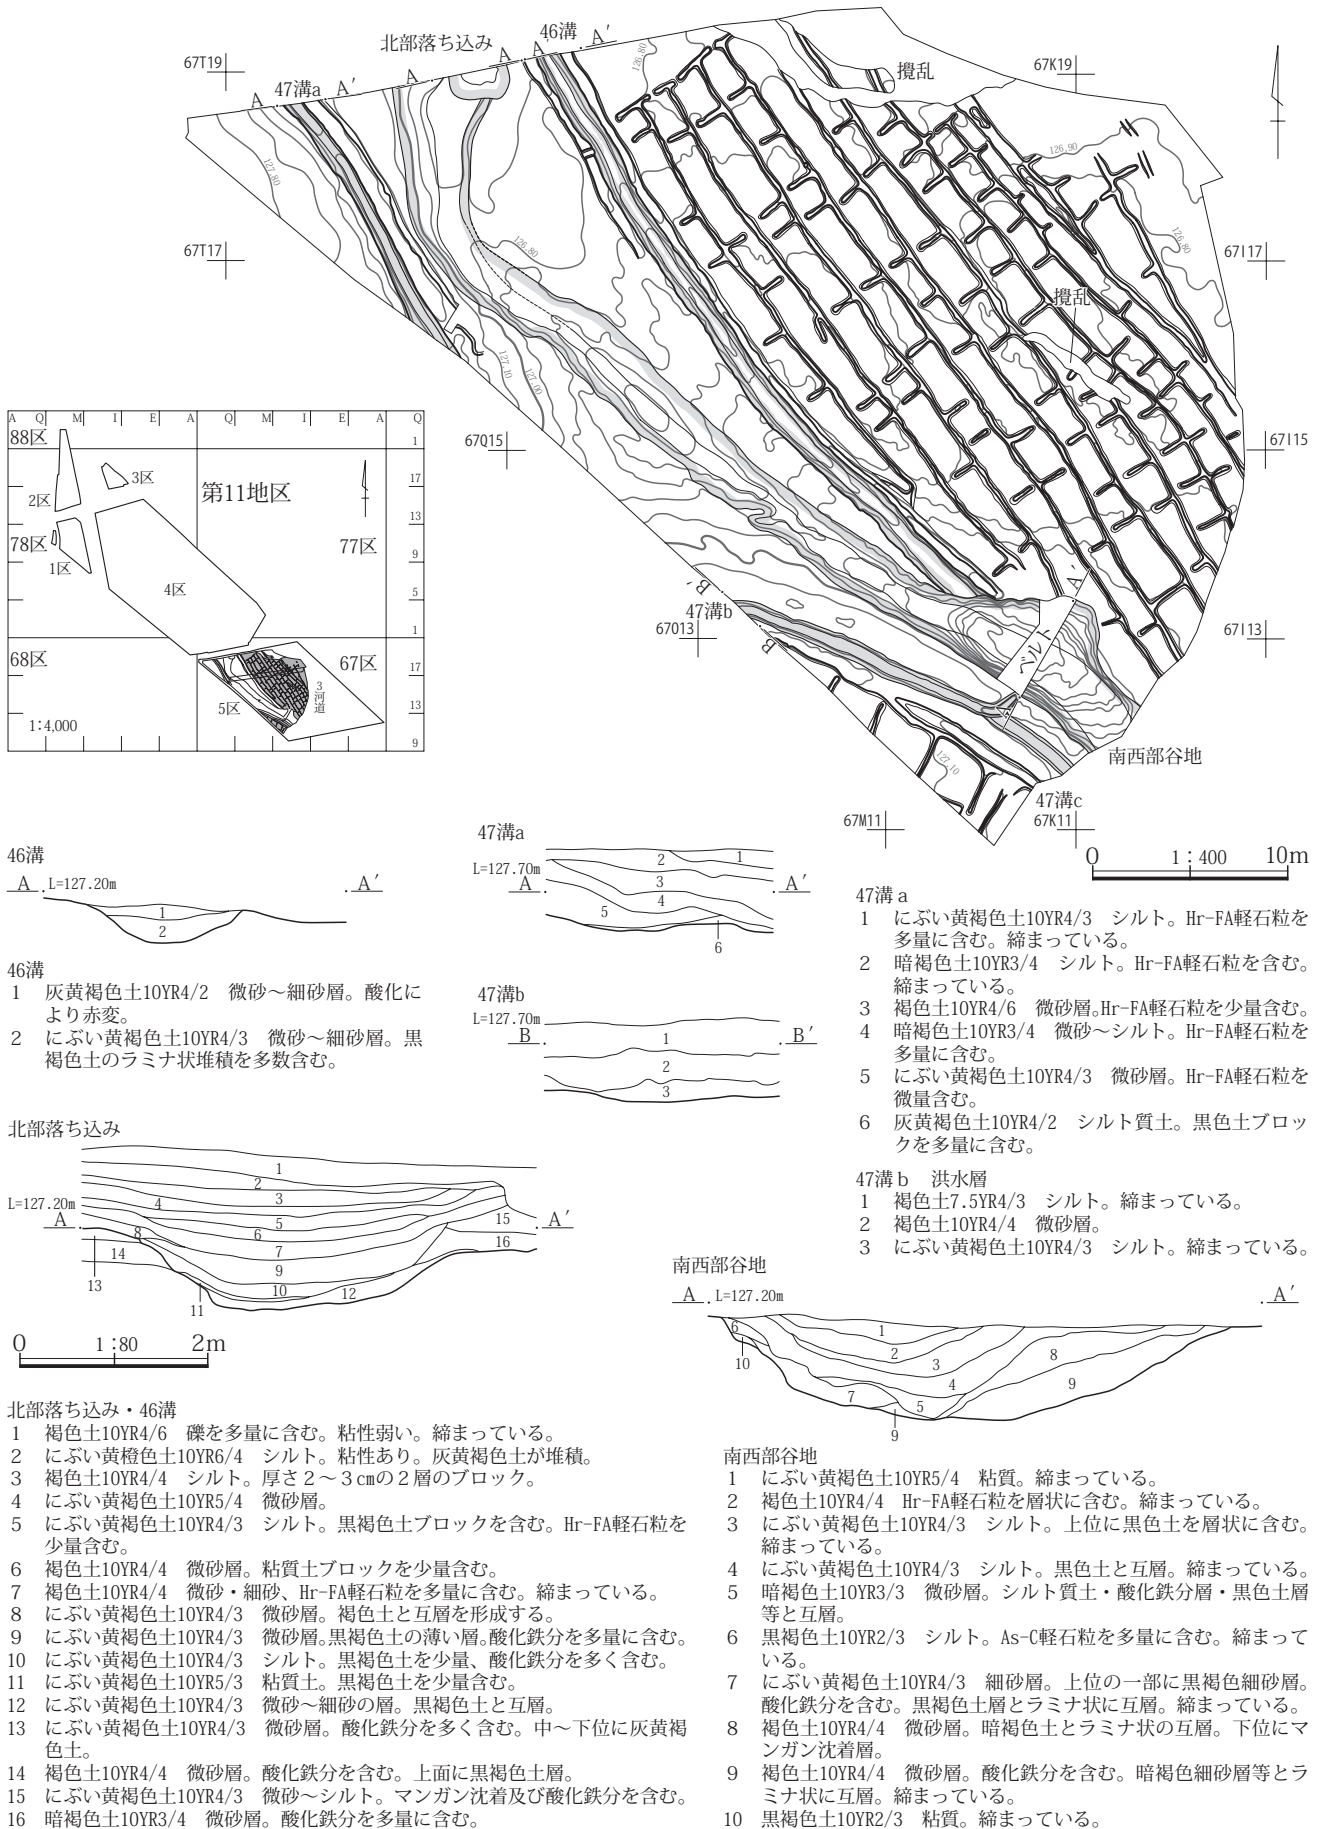 北部落ち込み
A
A′
46溝
A′
67T19
A
47溝a
A′
A
126.80
攪乱
67K19
127.80
126.90
67T17
126.80
126.80
67I17
攪乱
127.10
127.00
67Q15
67I15
B′
47溝b
67O13
B
A′
ベルト
A
67I13
127.10
南西部谷地
47溝c
67M11
67K11
0 1:400 10m
A Q M I E A Q M I E A Q
88区
1
3区
第11地区
17
2区
13
78区
77区
9
1区
4区
5
1
68区
67区
17
3河道
5区
13
1:4,000
9
46溝
A L=127.20m A′
1
2
46溝
1 灰黄褐色土10YR4/2 微砂～細砂層。酸化に
より赤変。
2 にぶい黄褐色土10YR4/3 微砂～細砂層。黒
褐色土のラミナ状堆積を多数含む。
47溝a
L=127.70m
A A′
1
2
3
4
5
6
47溝b
L=127.70m
B B′
1
2
3
47溝 a
1 にぶい黄褐色土10YR4/3 シルト。Hr-FA軽石粒を
多量に含む。締まっている。
2 暗褐色土10YR3/4 シルト。Hr-FA軽石粒を含む。
締まっている。
3 褐色土10YR4/6 微砂層。Hr-FA軽石粒を少量含む。
4 暗褐色土10YR3/4 微砂～シルト。Hr-FA軽石粒を
多量に含む。
5 にぶい黄褐色土10YR4/3 微砂層。Hr-FA軽石粒を
微量含む。
6 灰黄褐色土10YR4/2 シルト質土。黒色土ブロッ
クを多量に含む。
47溝 b 洪水層
1 褐色土7.5YR4/3 シルト。締まっている。
2 褐色土10YR4/4 微砂層。
3 にぶい黄褐色土10YR4/3 シルト。締まっている。
北部落ち込み
L=127.20m
A A′
1
2
3
4
5
6
7
8
9
10
11
12
13
14
15
16
0 1:80 2m
南西部谷地
A L=127.20m A′
1
2
3
4
5
6
7
8
9
10
9
北部落ち込み・46溝
1 褐色土10YR4/6 礫を多量に含む。粘性弱い。締まっている。
2 にぶい黄橙色土10YR6/4 シルト。粘性あり。灰黄褐色土が堆積。
3 褐色土10YR4/4 シルト。厚さ２～３cmの２層のブロック。
4 にぶい黄褐色土10YR5/4 微砂層。
5 にぶい黄褐色土10YR4/3 シルト。黒褐色土ブロックを含む。Hr-FA軽石粒を
少量含む。
6 褐色土10YR4/4 微砂層。粘質土ブロックを少量含む。
7 褐色土10YR4/4 微砂・細砂、Hr-FA軽石粒を多量に含む。締まっている。
8 にぶい黄褐色土10YR4/3 微砂層。褐色土と互層を形成する。
9 にぶい黄褐色土10YR4/3 微砂層。黒褐色土の薄い層。酸化鉄分を多量に含む。
10 にぶい黄褐色土10YR4/3 シルト。黒褐色土を少量、酸化鉄分を多く含む。
11 にぶい黄褐色土10YR5/3 粘質土。黒褐色土を少量含む。
12 にぶい黄褐色土10YR4/3 微砂～細砂の層。黒褐色土と互層。
13 にぶい黄褐色土10YR4/3 微砂層。酸化鉄分を多く含む。中～下位に灰黄褐
色土。
14 褐色土10YR4/4 微砂層。酸化鉄分を含む。上面に黒褐色土層。
15 にぶい黄褐色土10YR4/3 微砂～シルト。マンガン沈着及び酸化鉄分を含む。
16 暗褐色土10YR3/4 微砂層。酸化鉄分を多量に含む。
南西部谷地
1 にぶい黄褐色土10YR5/4 粘質。締まっている。
2 褐色土10YR4/4 Hr-FA軽石粒を層状に含む。締まっている。
3 にぶい黄褐色土10YR4/3 シルト。上位に黒色土を層状に含む。
締まっている。
4 にぶい黄褐色土10YR4/3 シルト。黒色土と互層。締まっている。
5 暗褐色土10YR3/3 微砂層。シルト質土・酸化鉄分層・黒色土層
等と互層。
6 黒褐色土10YR2/3 シルト。As-C軽石粒を多量に含む。締まって
いる。
7 にぶい黄褐色土10YR4/3 細砂層。上位の一部に黒褐色細砂層。
酸化鉄分を含む。黒褐色土層とラミナ状に互層。締まっている。
8 褐色土10YR4/4 微砂層。暗褐色土とラミナ状の互層。下位にマ
ンガン沈着層。
9 褐色土10YR4/4 微砂層。酸化鉄分を含む。暗褐色細砂層等とラ
ミナ状に互層。締まっている。
10 黒褐色土10YR2/3 粘質。締まっている。